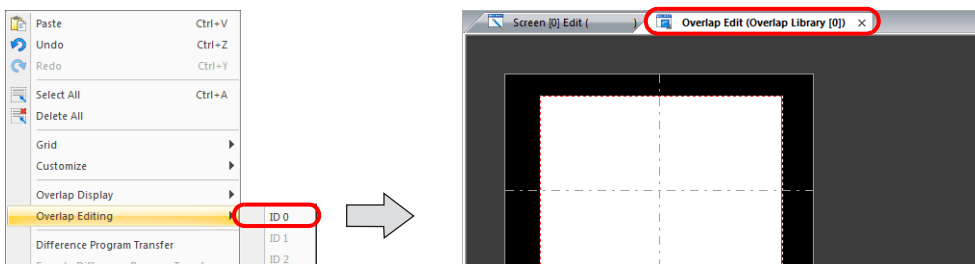 Paste Ctrl+V
Undo Ctrl+Z
Redo Ctrl+Y
Select All Ctrl+A
Delete All
Grid
Customize
Overlap Display
Overlap Editing
Difference Program Transfer
ID 0
ID 1
ID 2
Screen [0] Edit ( )
Overlap Edit (Overlap Library [0]) ×